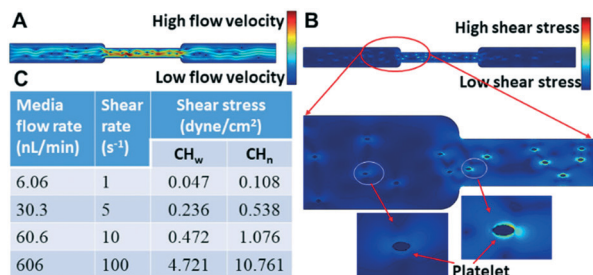 A
High flow velocity
Low flow velocity
B
High shear stress
Low shear stress
Platelet
C
Media flow rate (nL/min)
Shear rate (s-1)
Shear stress (dyne/cm2)
CHw
CHn
6.06 1 0.047 0.108
30.3 5 0.236 0.538
60.6 10 0.472 1.076
606 100 4.721 10.761